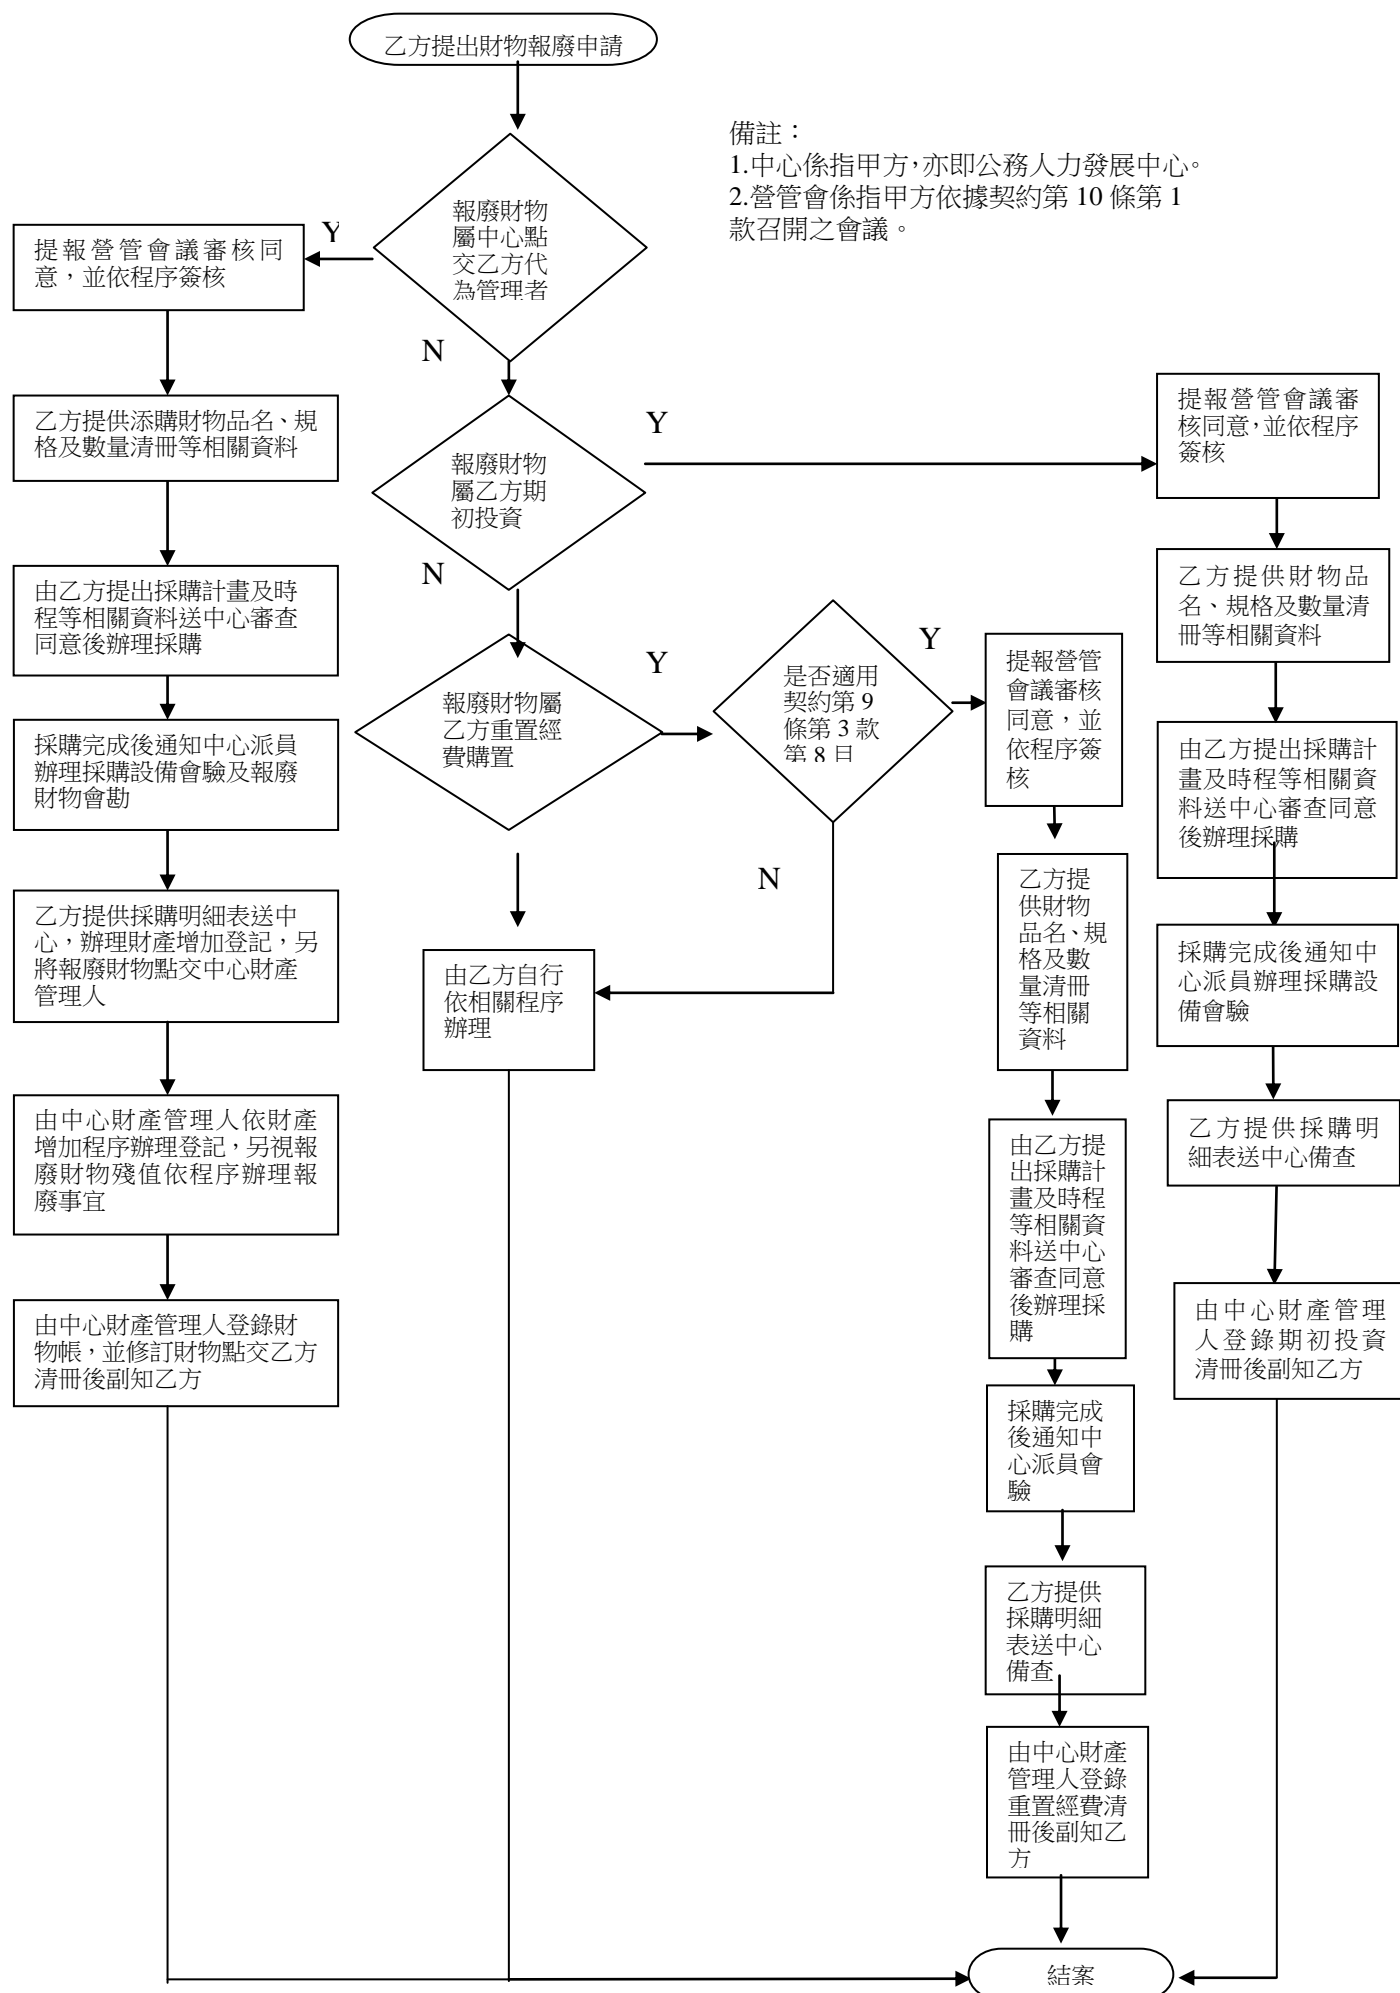 乙方提出財物報廢申請
備註：
1.中心係指甲方，亦即公務人力發展中心。
2.營管會係指甲方依據契約第 10 條第 1
款召開之會議。
報廢財物
屬中心點
交乙方代
為管理者
Y
提報營管會議審核同
意，並依程序簽核
N
乙方提供添購財物品名、規
格及數量清冊等相關資料
報廢財物
屬乙方期
初投資
Y
提報營管會議審
核同意，並依程序
簽核
N
由乙方提出採購計畫及時
程等相關資料送中心審查
同意後辦理採購
乙方提供財物品
名、規格及數量清
冊等相關資料
報廢財物屬
乙方重置經
費購置
Y
是否適用
契約第 9
條第 3 款
第 8 目
Y
提報營管
會議審核
同意，並
依程序簽
核
採購完成後通知中心派員
辦理採購設備會驗及報廢
財物會勘
由乙方提出採購計
畫及時程等相關資
料送中心審查同意
後辦理採購
N
乙方提
供財物
品名、規
格及數
量清冊
等相關
資料
乙方提供採購明細表送中
心，辦理財產增加登記，另
將報廢財物點交中心財產
管理人
由乙方自行
依相關程序
辦理
採購完成後通知中
心派員辦理採購設
備會驗
由中心財產管理人依財產
增加程序辦理登記，另視報
廢財物殘值依程序辦理報
廢事宜
由乙方提
出採購計
畫及時程
等相關資
料送中心
審查同意
後辦理採
購
乙方提供採購明
細表送中心備查
由中心財產管理人登錄財
物帳，並修訂財物點交乙方
清冊後副知乙方
由中心財產管理
人登錄期初投資
清冊後副知乙方
採購完成
後通知中
心派員會
驗
乙方提供
採購明細
表送中心
備查
由中心財產
管理人登錄
重置經費清
冊後副知乙
方
結案